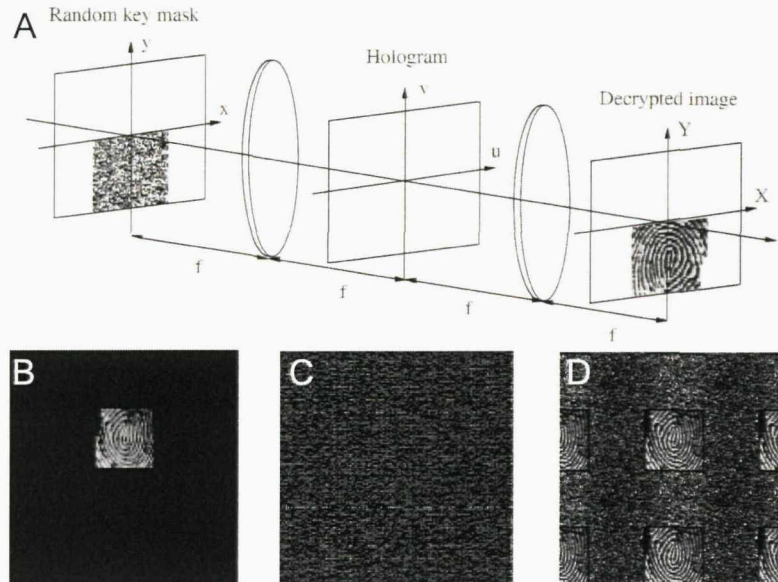 Random key mask
A
y
Hologram
v
Decrypted image
x
Y
u
X
f
f
f
f
B
C
D